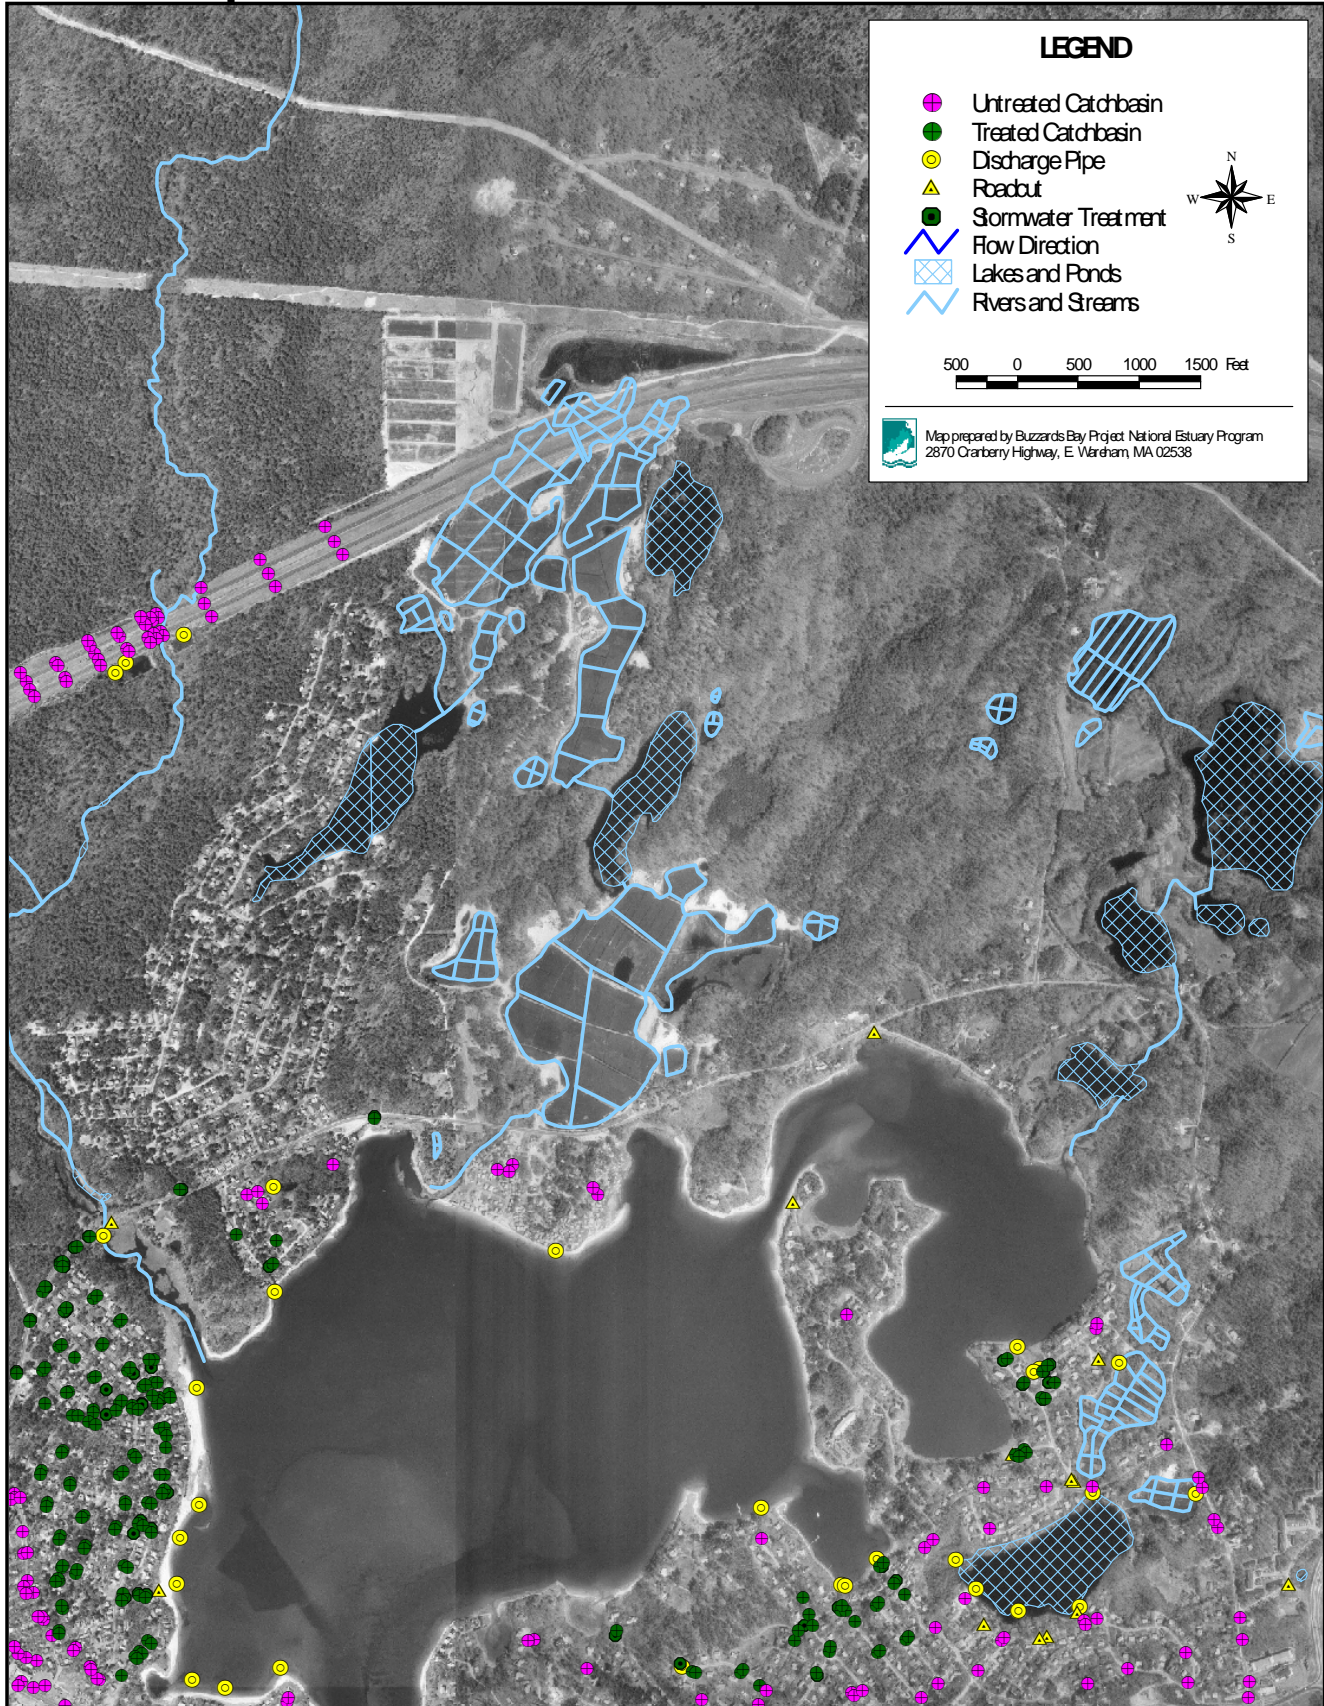 LEGEND
Untreated Catchbasin
Treated Catchbasin
Discharge Pipe
Roadcut
Stormwater Treatment
Flow Direction
Lakes and Ponds
Rivers and Streams
N
W E
S
500 0 500 1000 1500 Feet
Map prepared by Buzzards Bay Project National Estuary Program
2870 Cranberry Highway, E. Wareham, MA 02538